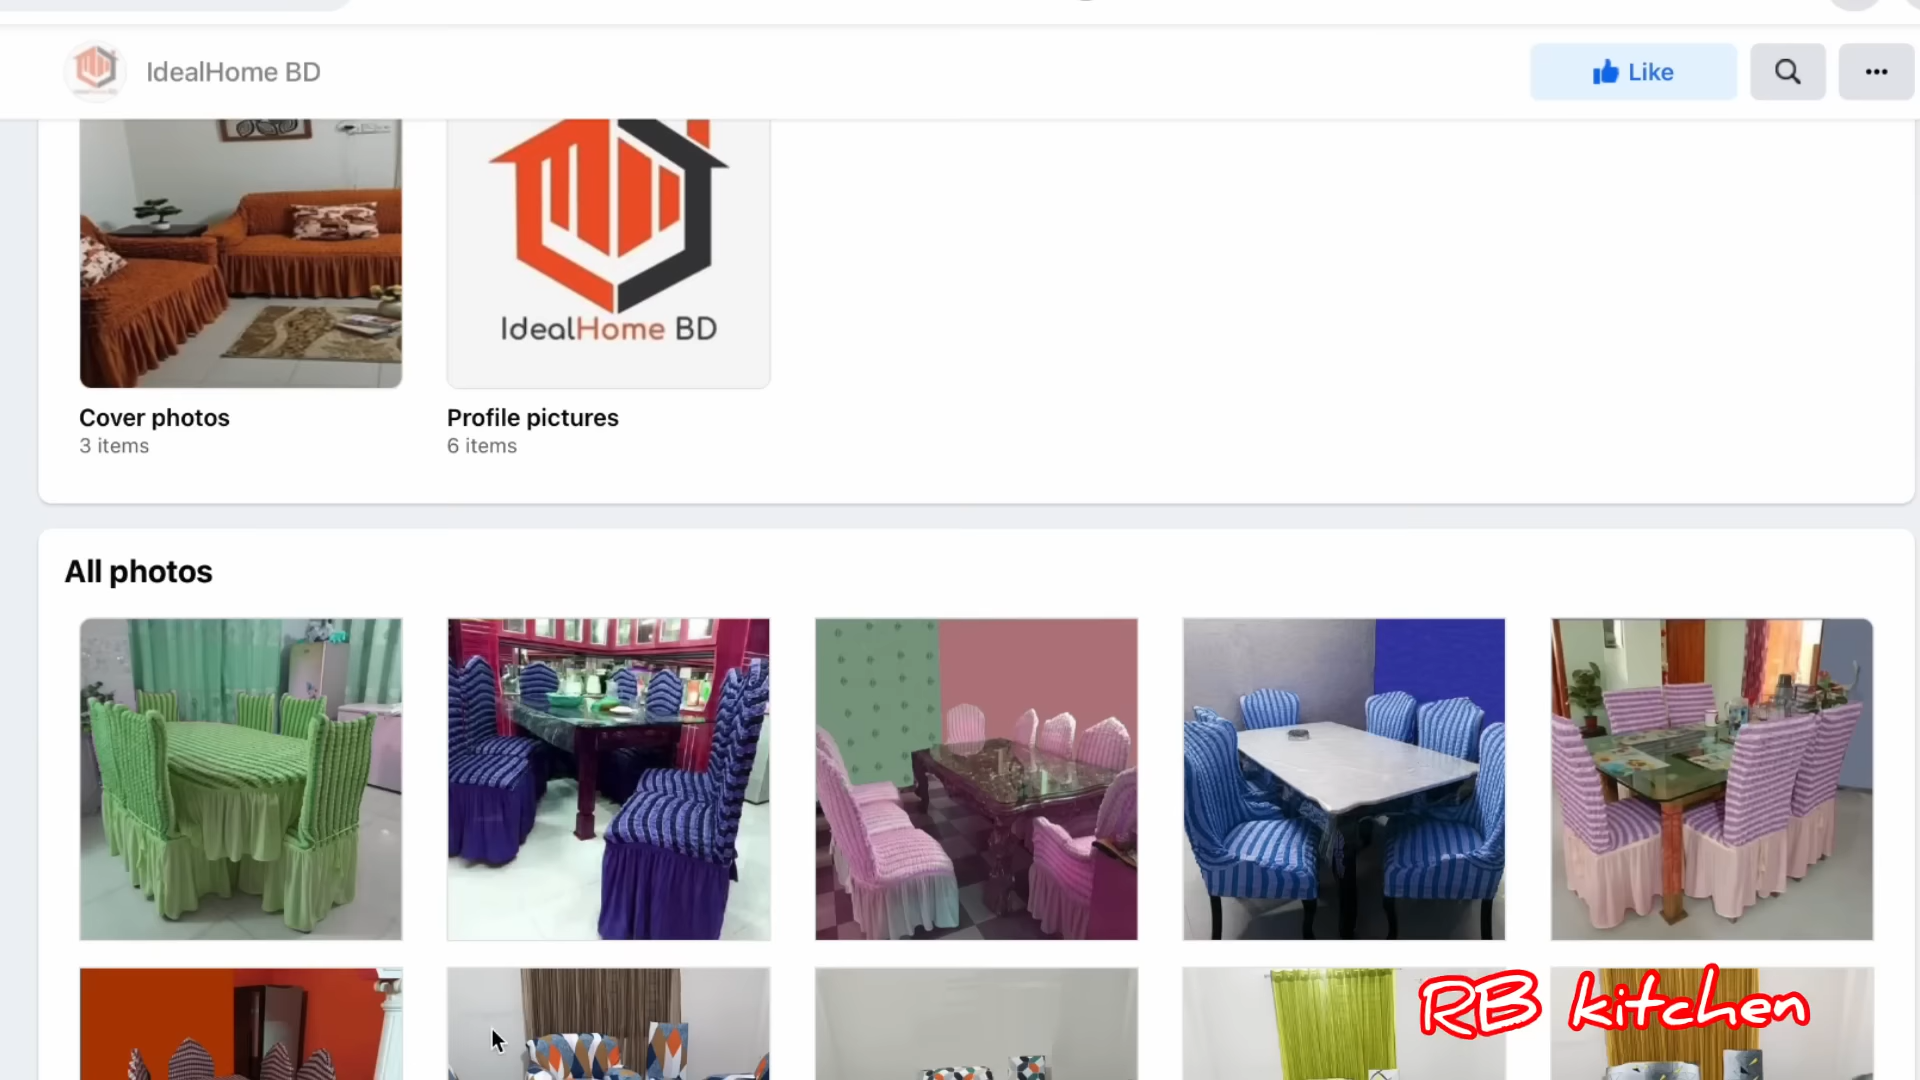 IdealHome BD
Like
IdealHome BD
Cover photos
3 items
Profile pictures
6 items
All photos
RB kitchen